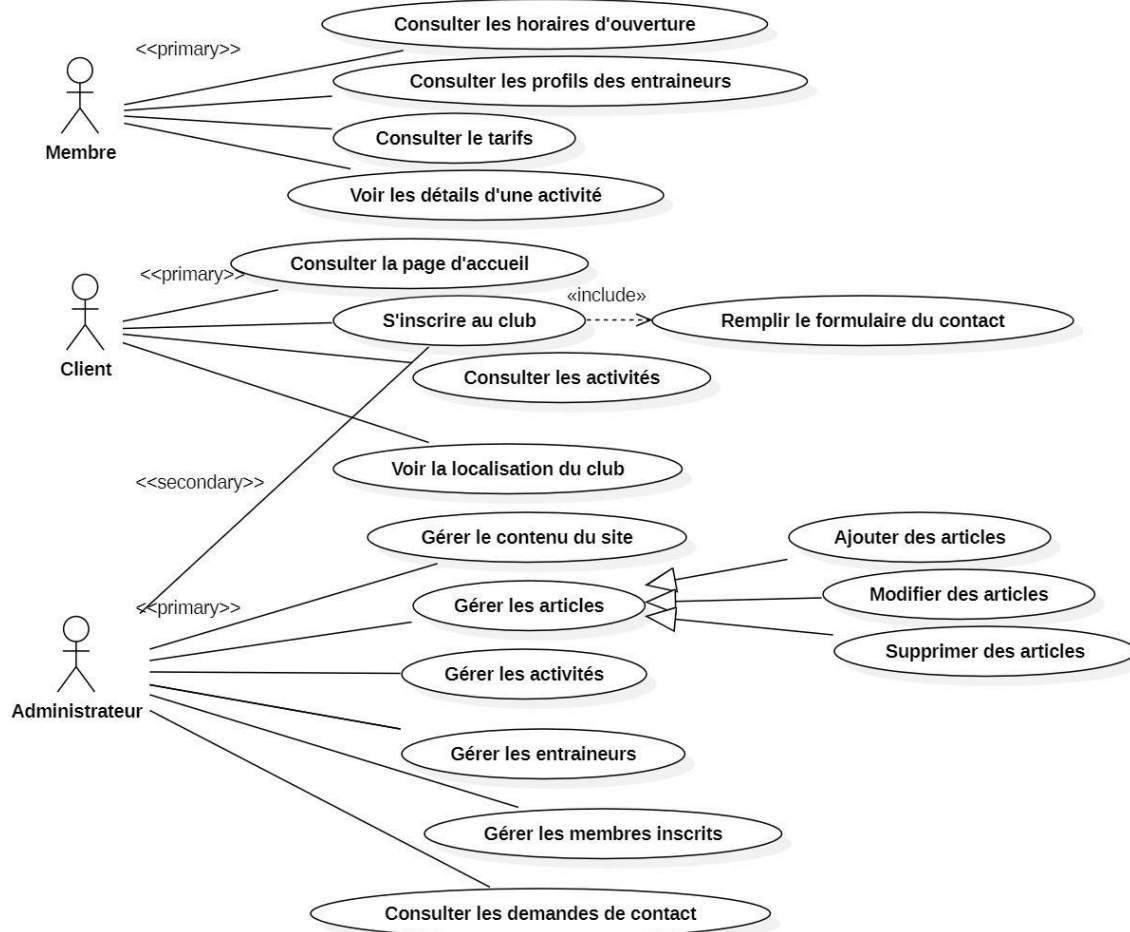 Consulter les horaires d'ouverture
<<primary>>
Consulter les profils des entraineurs
Consulter le tarifs
Membre
Voir les détails d'une activité
Consulter la page d'accueil
<<primary>>
«include»
S'inscrire au club
Remplir le formulaire du contact
Client
Consulter les activités
Voir la localisation du club
<<secondary>>
Gérer le contenu du site
Ajouter des articles
<<primary>>
Gérer les articles
Modifier des articles
Supprimer des articles
Gérer les activités
Administrateur
Gérer les entraineurs
Gérer les membres inscrits
Consulter les demandes de contact